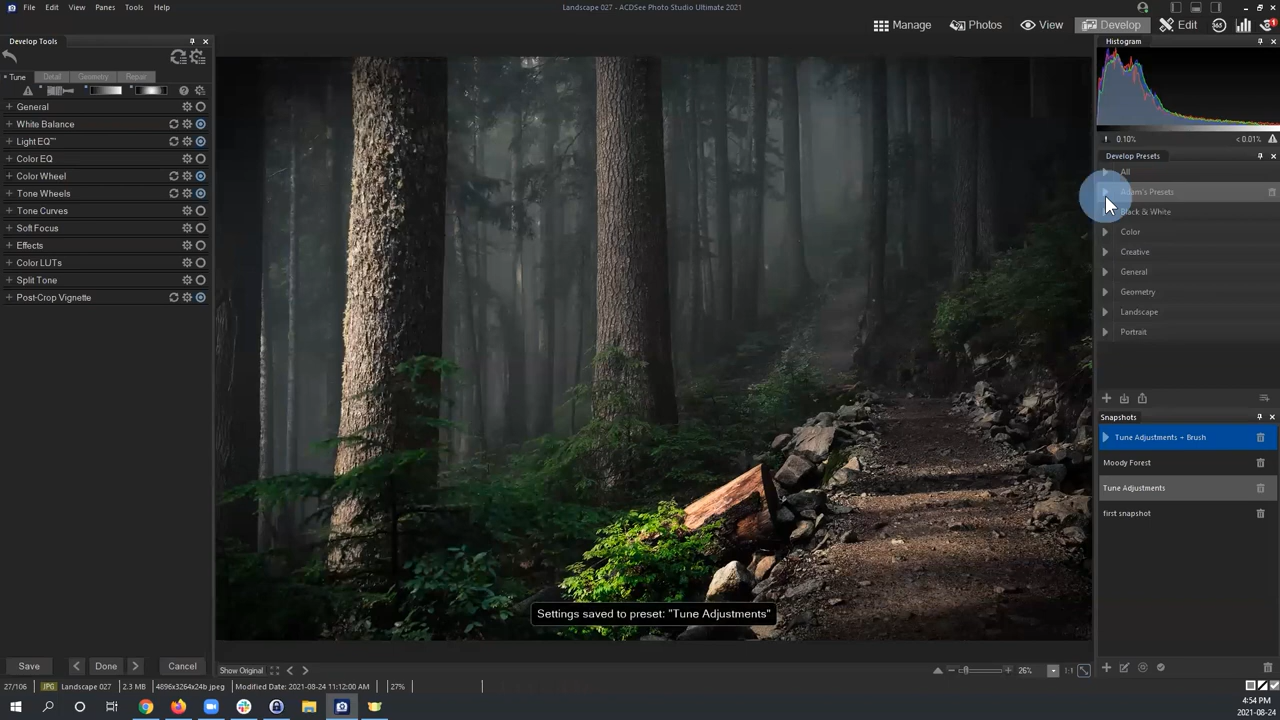 File Edit View Panes Tools Help
Landscape 027 - ACDSee Photo Studio Ultimate 2021
Manage Photos View Develop Edit 365
Develop Tools
Tune Detail Geometry Repair
General
White Balance
Light EQ™
Color EQ
Color Wheel
Tone Wheels
Tone Curves
Soft Focus
Effects
Color LUTs
Split Tone
Post-Crop Vignette
Save Done Cancel
Settings saved to preset: "Tune Adjustments"
Show Original
26%
1:1
Histogram
0.10% < 0.01%
Develop Presets
All
Adam's Presets
Black & White
Color
Creative
General
Geometry
Landscape
Portrait
Snapshots
Tune Adjustments + Brush
Moody Forest
Tune Adjustments
first snapshot
27/106 JPG Landscape 027 2.3 MB 4896x3264x24b jpeg Modified Date: 2021-08-24 11:12:00 AM 27%
4:54 PM
2021-08-24